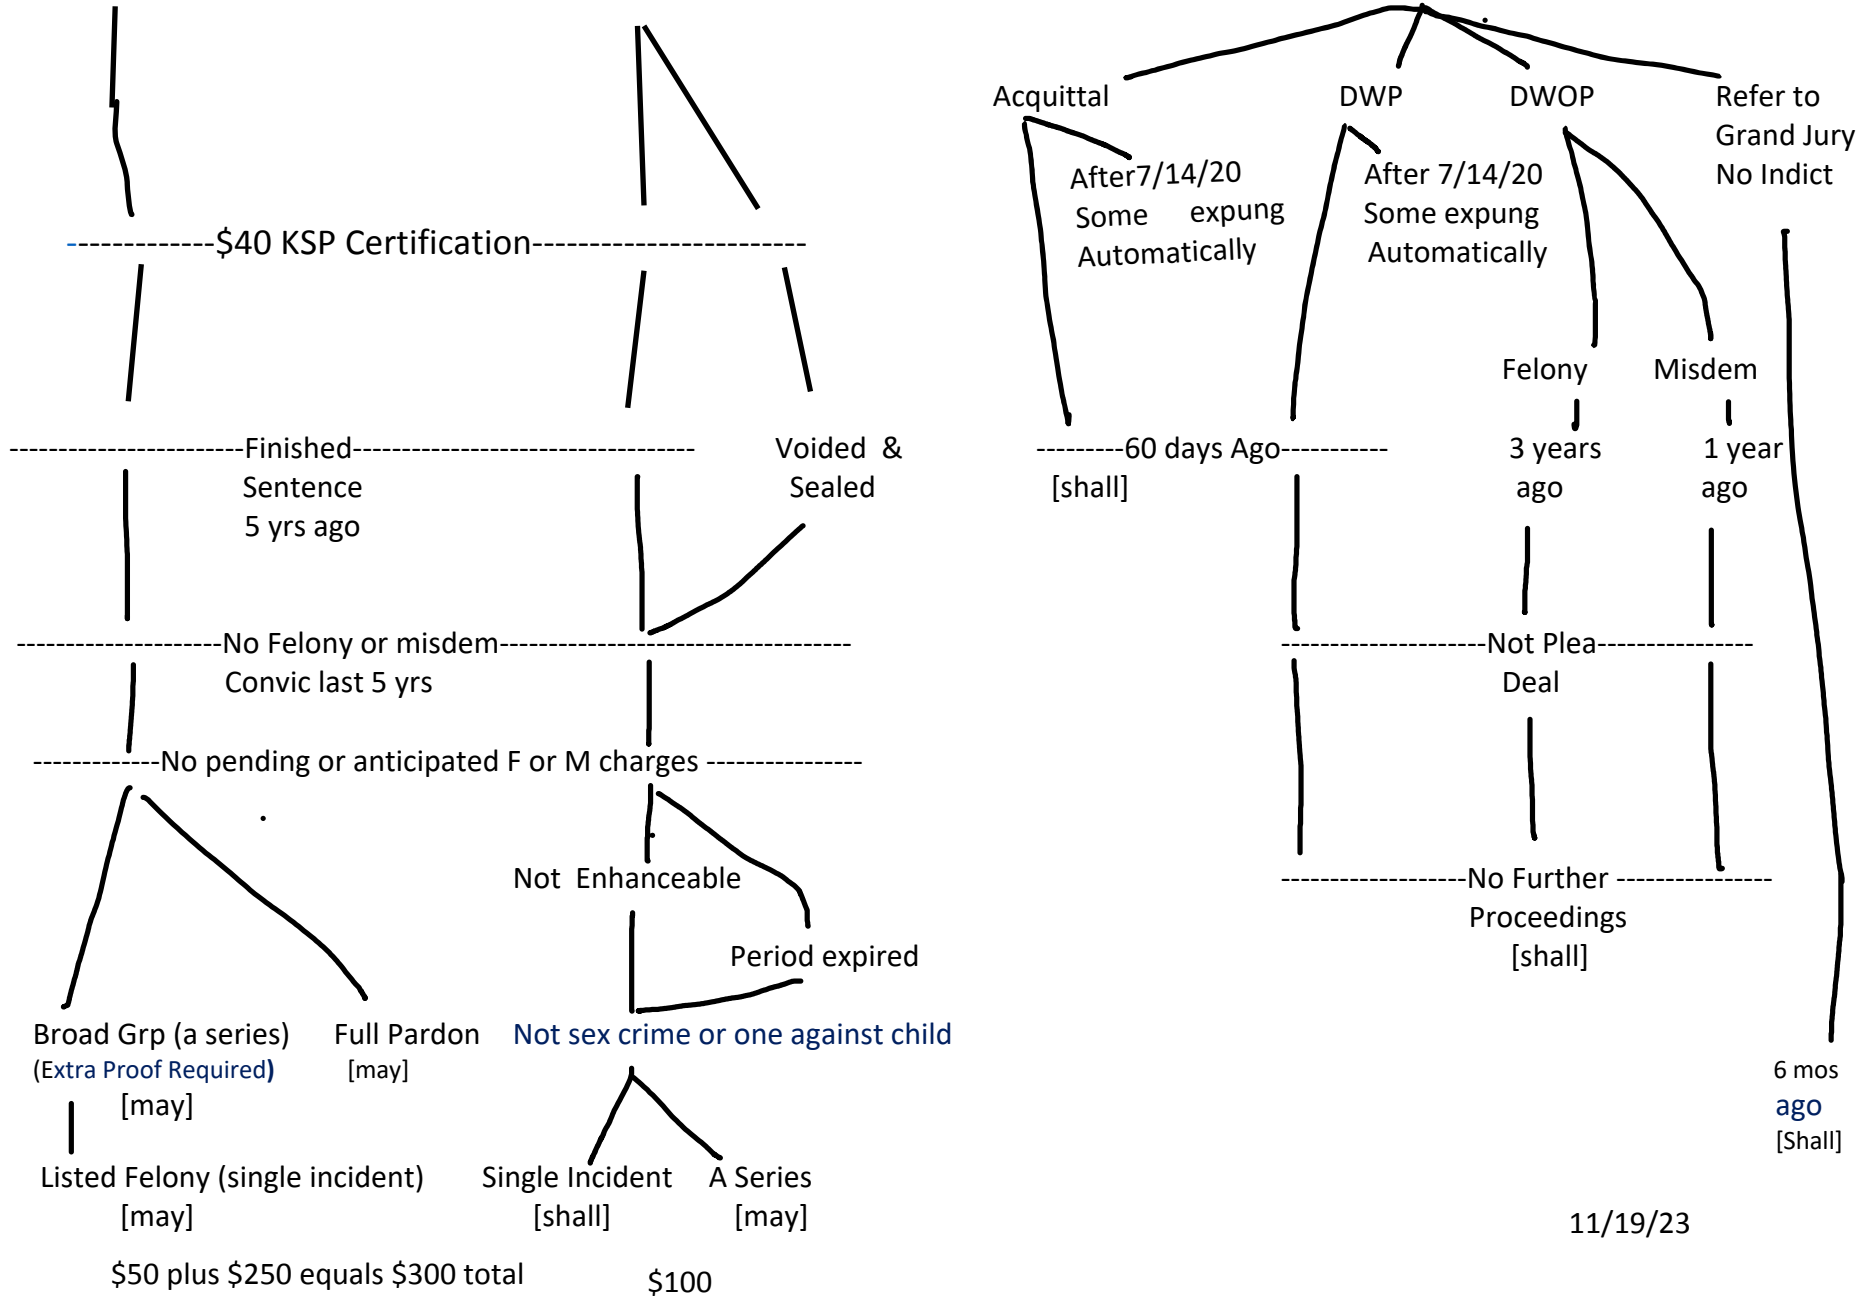 Acquittal
DWP
DWOP
Refer to
Grand Jury
No Indict
After7/14/20
Some expung
Automatically
After 7/14/20
Some expung
Automatically
-------------$40 KSP Certification------------------------
Felony
Misdem
------------------------Finished-----------------------------------
Sentence
5 yrs ago
Voided &
Sealed
---------60 days Ago-----------
[shall]
3 years
ago
1 year
ago
---------------------No Felony or misdem------------------------------------
Convic last 5 yrs
---------------------Not Plea----------------
Deal
-------------No pending or anticipated F or M charges ----------------
Not Enhanceable
Period expired
-------------------No Further ----------------
Proceedings
[shall]
Broad Grp (a series)
(Extra Proof Required)
[may]
Full Pardon
[may]
Not sex crime or one against child
6 mos
ago
[Shall]
Listed Felony (single incident)
[may]
Single Incident
[shall]
A Series
[may]
11/19/23
$50 plus $250 equals $300 total
$100